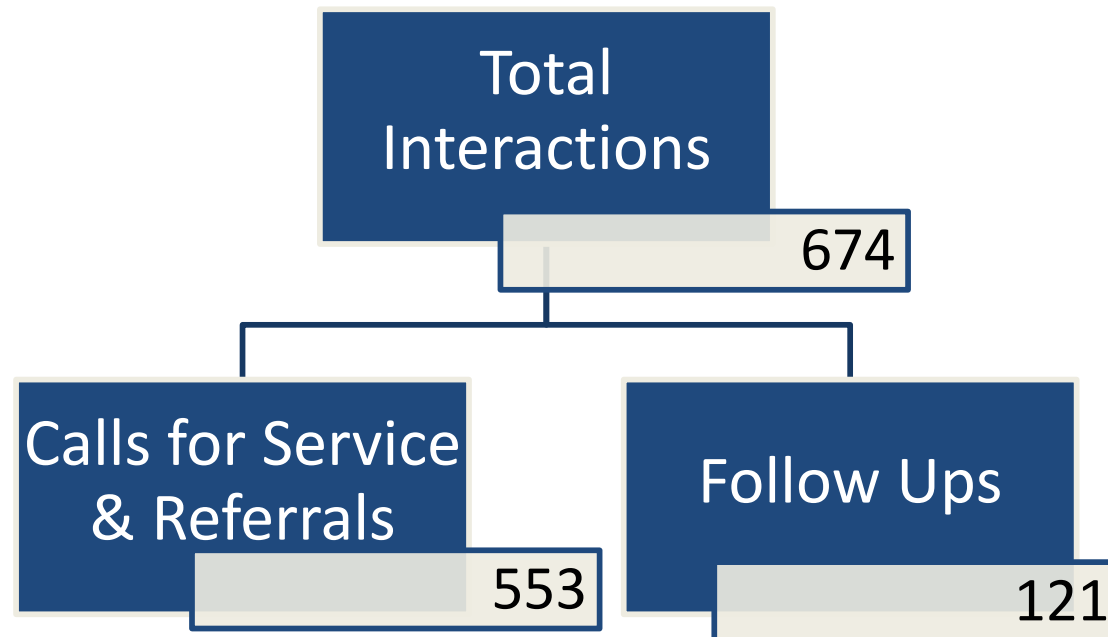 Total
Interactions
674
Calls for Service
& Referrals
553
Follow Ups
121